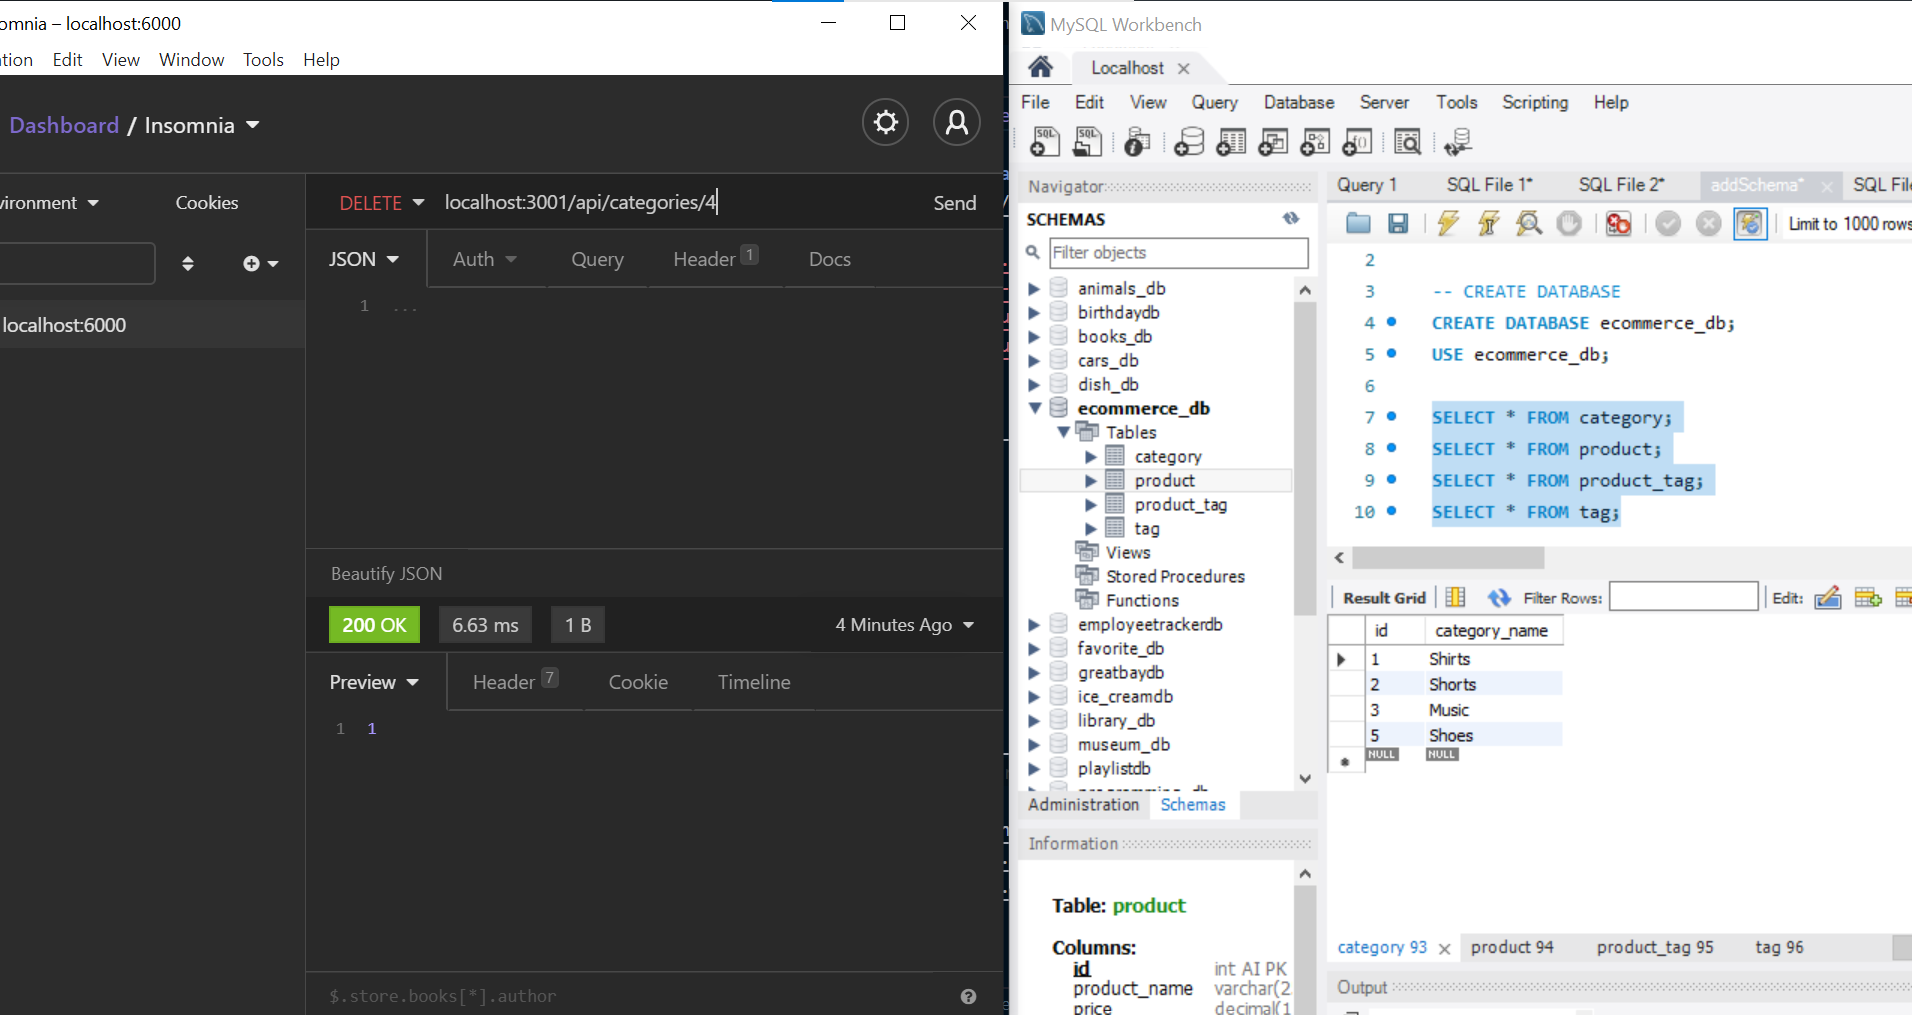 omnia – localhost:6000
tion Edit View Window Tools Help
Dashboard / Insomnia
vironment Cookies
DELETE localhost:3001/api/categories/4 Send
JSON Auth Query Header 1 Docs
1 ...
localhost:6000
Beautify JSON
200 OK 6.63 ms 1 B 4 Minutes Ago
Preview Header 7 Cookie Timeline
1 1
$.store.books[*].author
MySQL Workbench
Localhost
File Edit View Query Database Server Tools Scripting Help
Navigator
SCHEMAS
Filter objects
animals_db
birthdaydb
books_db
cars_db
dish_db
ecommerce_db
Tables
category
product
product_tag
tag
Views
Stored Procedures
Functions
employeetrackerdb
favorite_db
greatbaydb
ice_creamdb
library_db
museum_db
playlistdb
Administration Schemas
Information
Table: product
Columns:
id int AI PK
product_name varchar(2
price decimal(1
Query 1 SQL File 1* SQL File 2* addSchema* SQL File
Limit to 1000 rows
2
3 -- CREATE DATABASE
4 CREATE DATABASE ecommerce_db;
5 USE ecommerce_db;
6
7 SELECT * FROM category;
8 SELECT * FROM product;
9 SELECT * FROM product_tag;
10 SELECT * FROM tag;
Result Grid Filter Rows: Edit:
id category_name
1 Shirts
2 Shorts
3 Music
5 Shoes
NULL NULL
category 93 product 94 product_tag 95 tag 96
Output